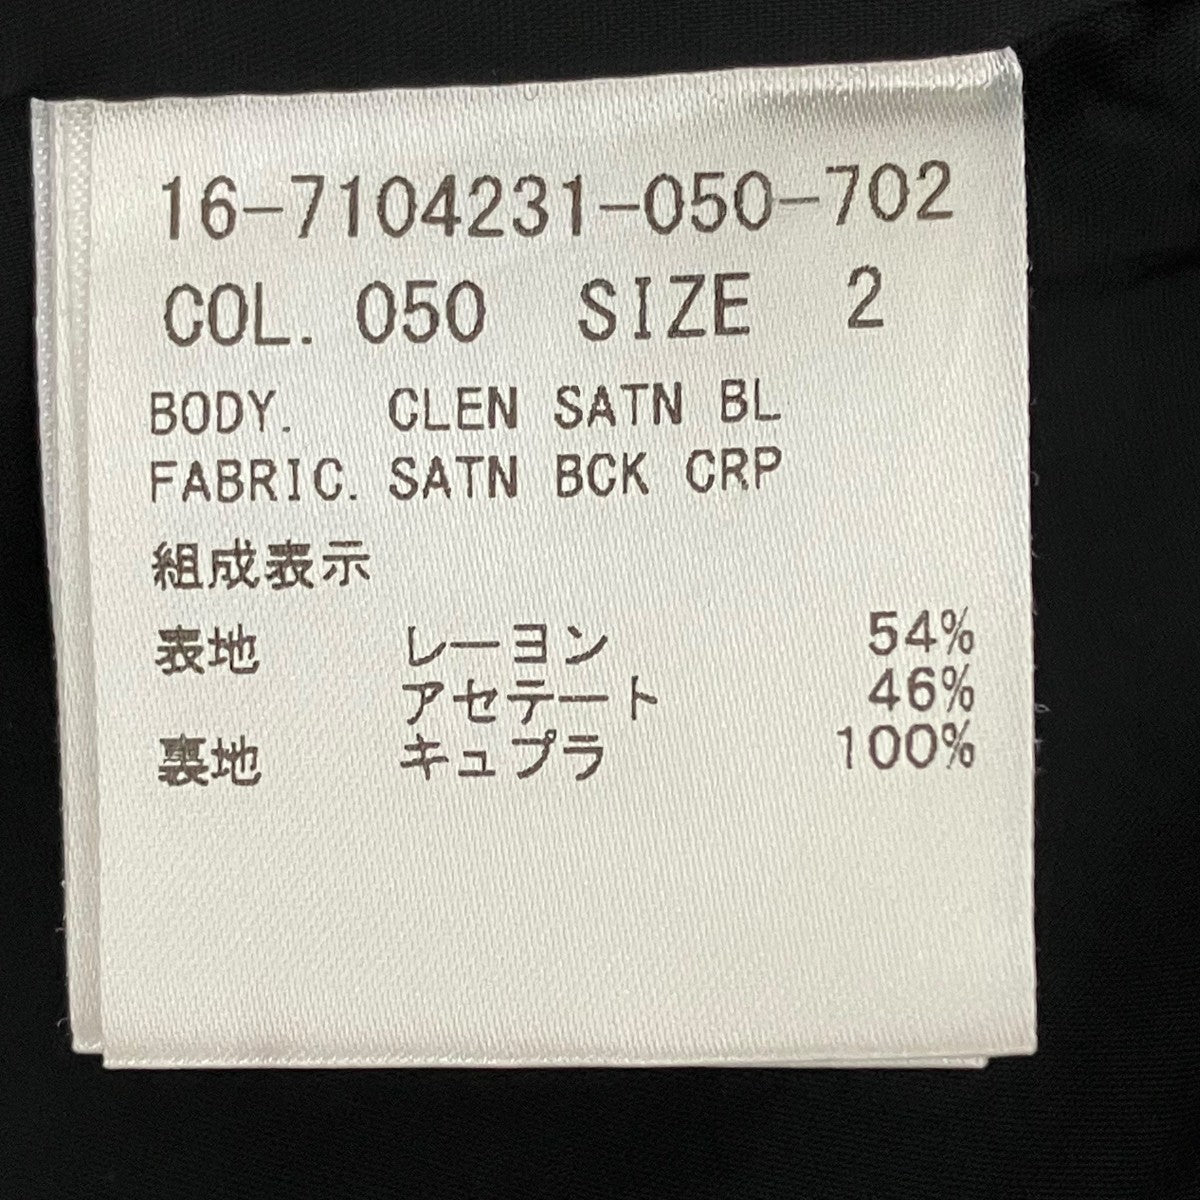 16-7104231-050-702
COL. 050 SIZE 2
BODY. CLEN SATN BL
FABRIC. SATN BCK CRP
組成表示
表地 レーヨン 54%
アセテート 46%
裏地 キュプラ 100%